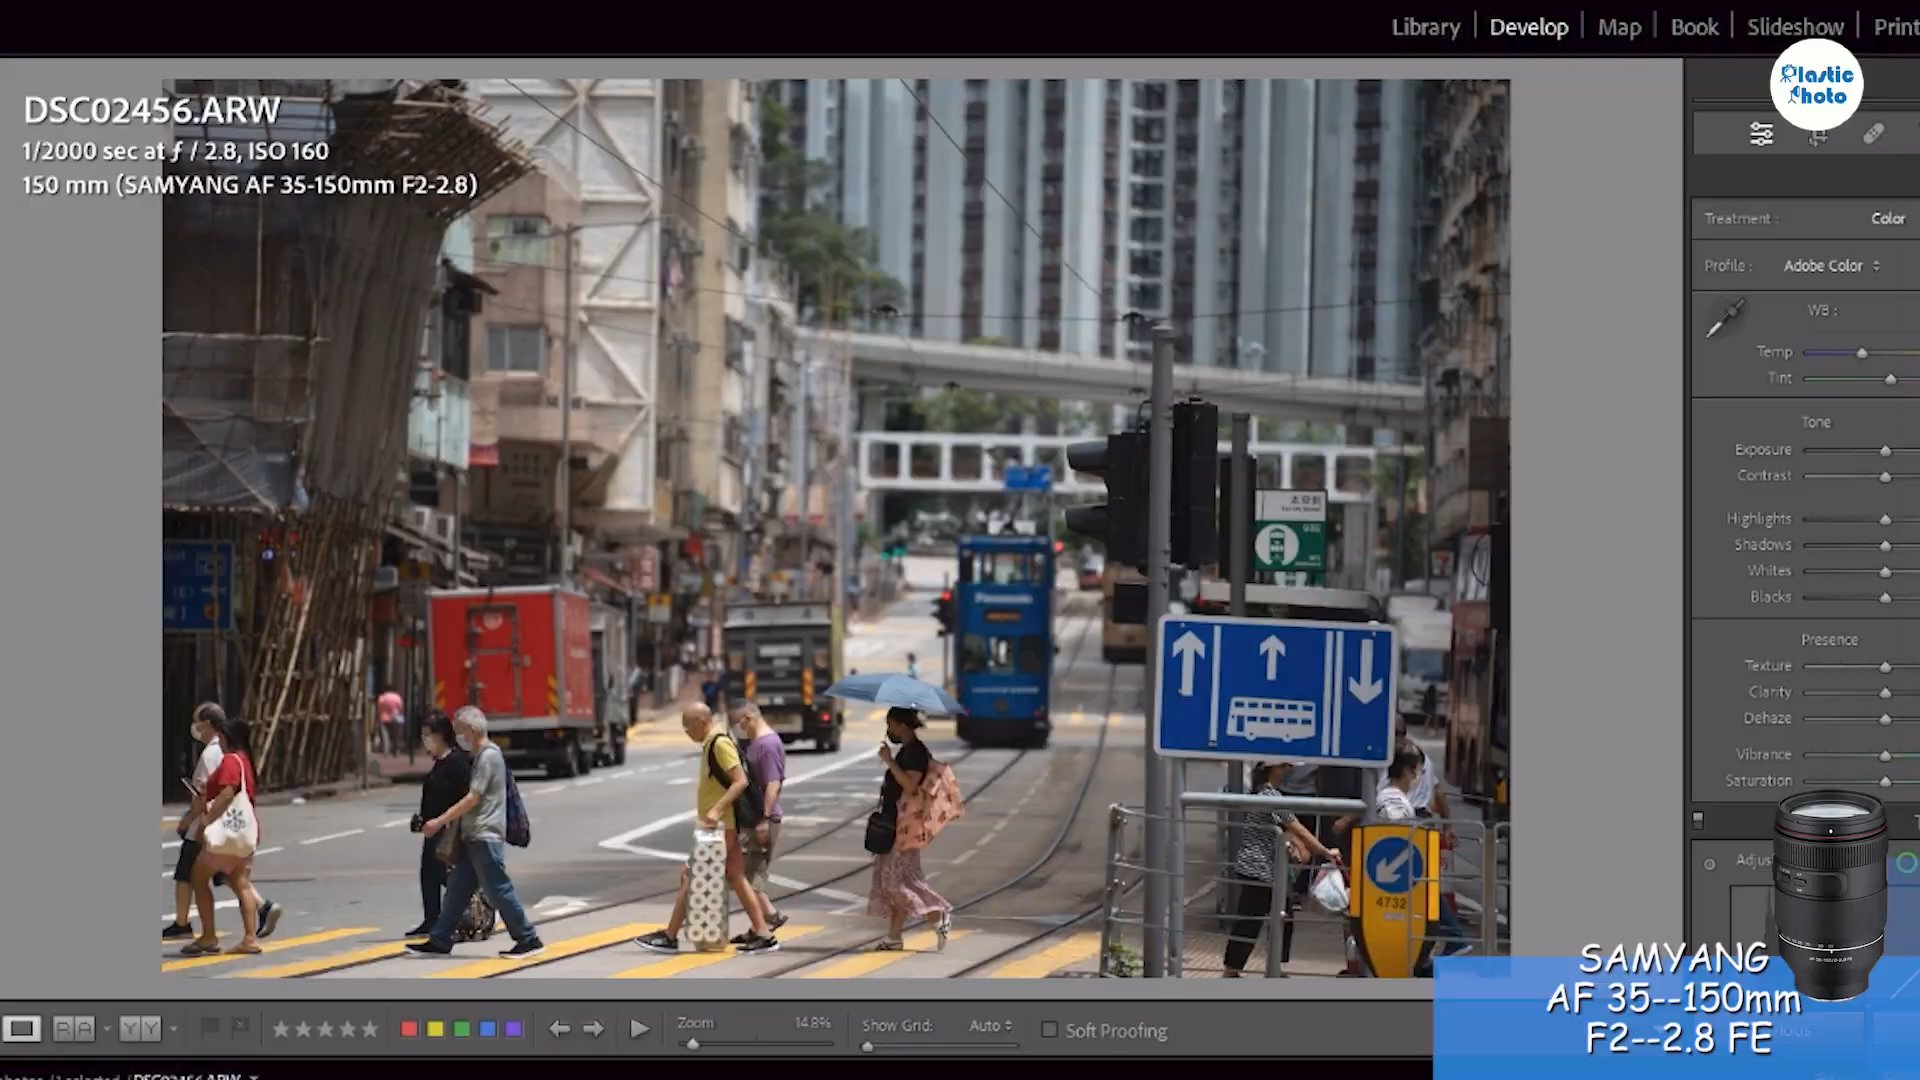 Library Develop Map Book Slideshow Print
Plastic
Photo
DSC02456.ARW
1/2000 sec at ƒ / 2.8, ISO 160
150 mm (SAMYANG AF 35-150mm F2-2.8)
Treatment : Color
Profile : Adobe Color
WB :
Temp
Tint
Tone
Exposure
Contrast
Highlights
Shadows
Whites
Blacks
Presence
Texture
Clarity
Dehaze
Vibrance
Saturation
Panasonic
4732
SAMYANG
AF 35--150mm
F2--2.8 FE
Zoom 14.8% Show Grid: Auto Soft Proofing
DSC02456.ARW